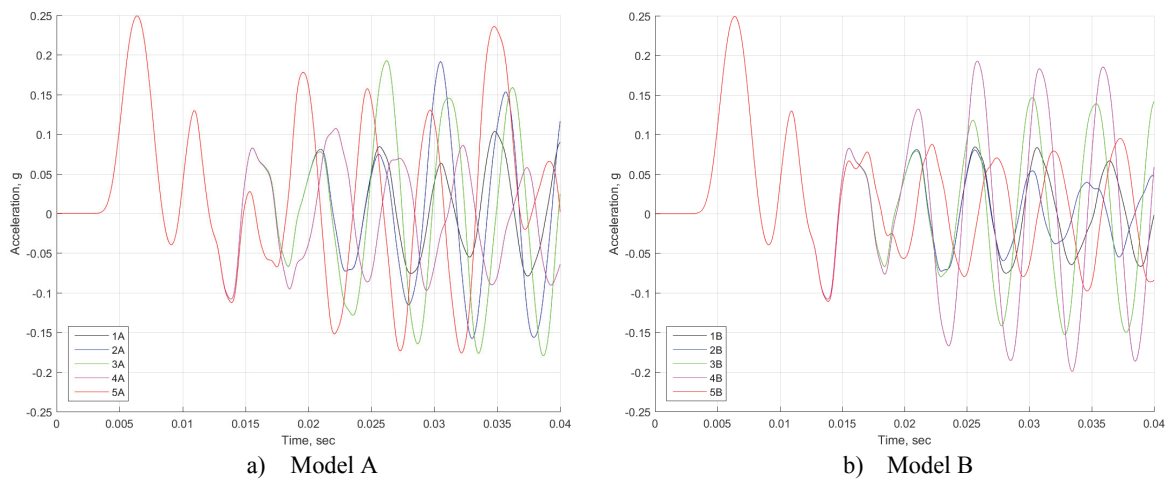 0.25
0.2
0.15
0.1
0.05
0
-0.05
-0.1
-0.15
-0.2
-0.25
Acceleration, g
1A
2A
3A
4A
5A
0 0.005 0.01 0.015 0.02 0.025 0.03 0.035 0.04
Time, sec
a) Model A
0.25
0.2
0.15
0.1
0.05
0
-0.05
-0.1
-0.15
-0.2
-0.25
Acceleration, g
1B
2B
3B
4B
5B
0 0.005 0.01 0.015 0.02 0.025 0.03 0.035 0.04
Time, sec
b) Model B